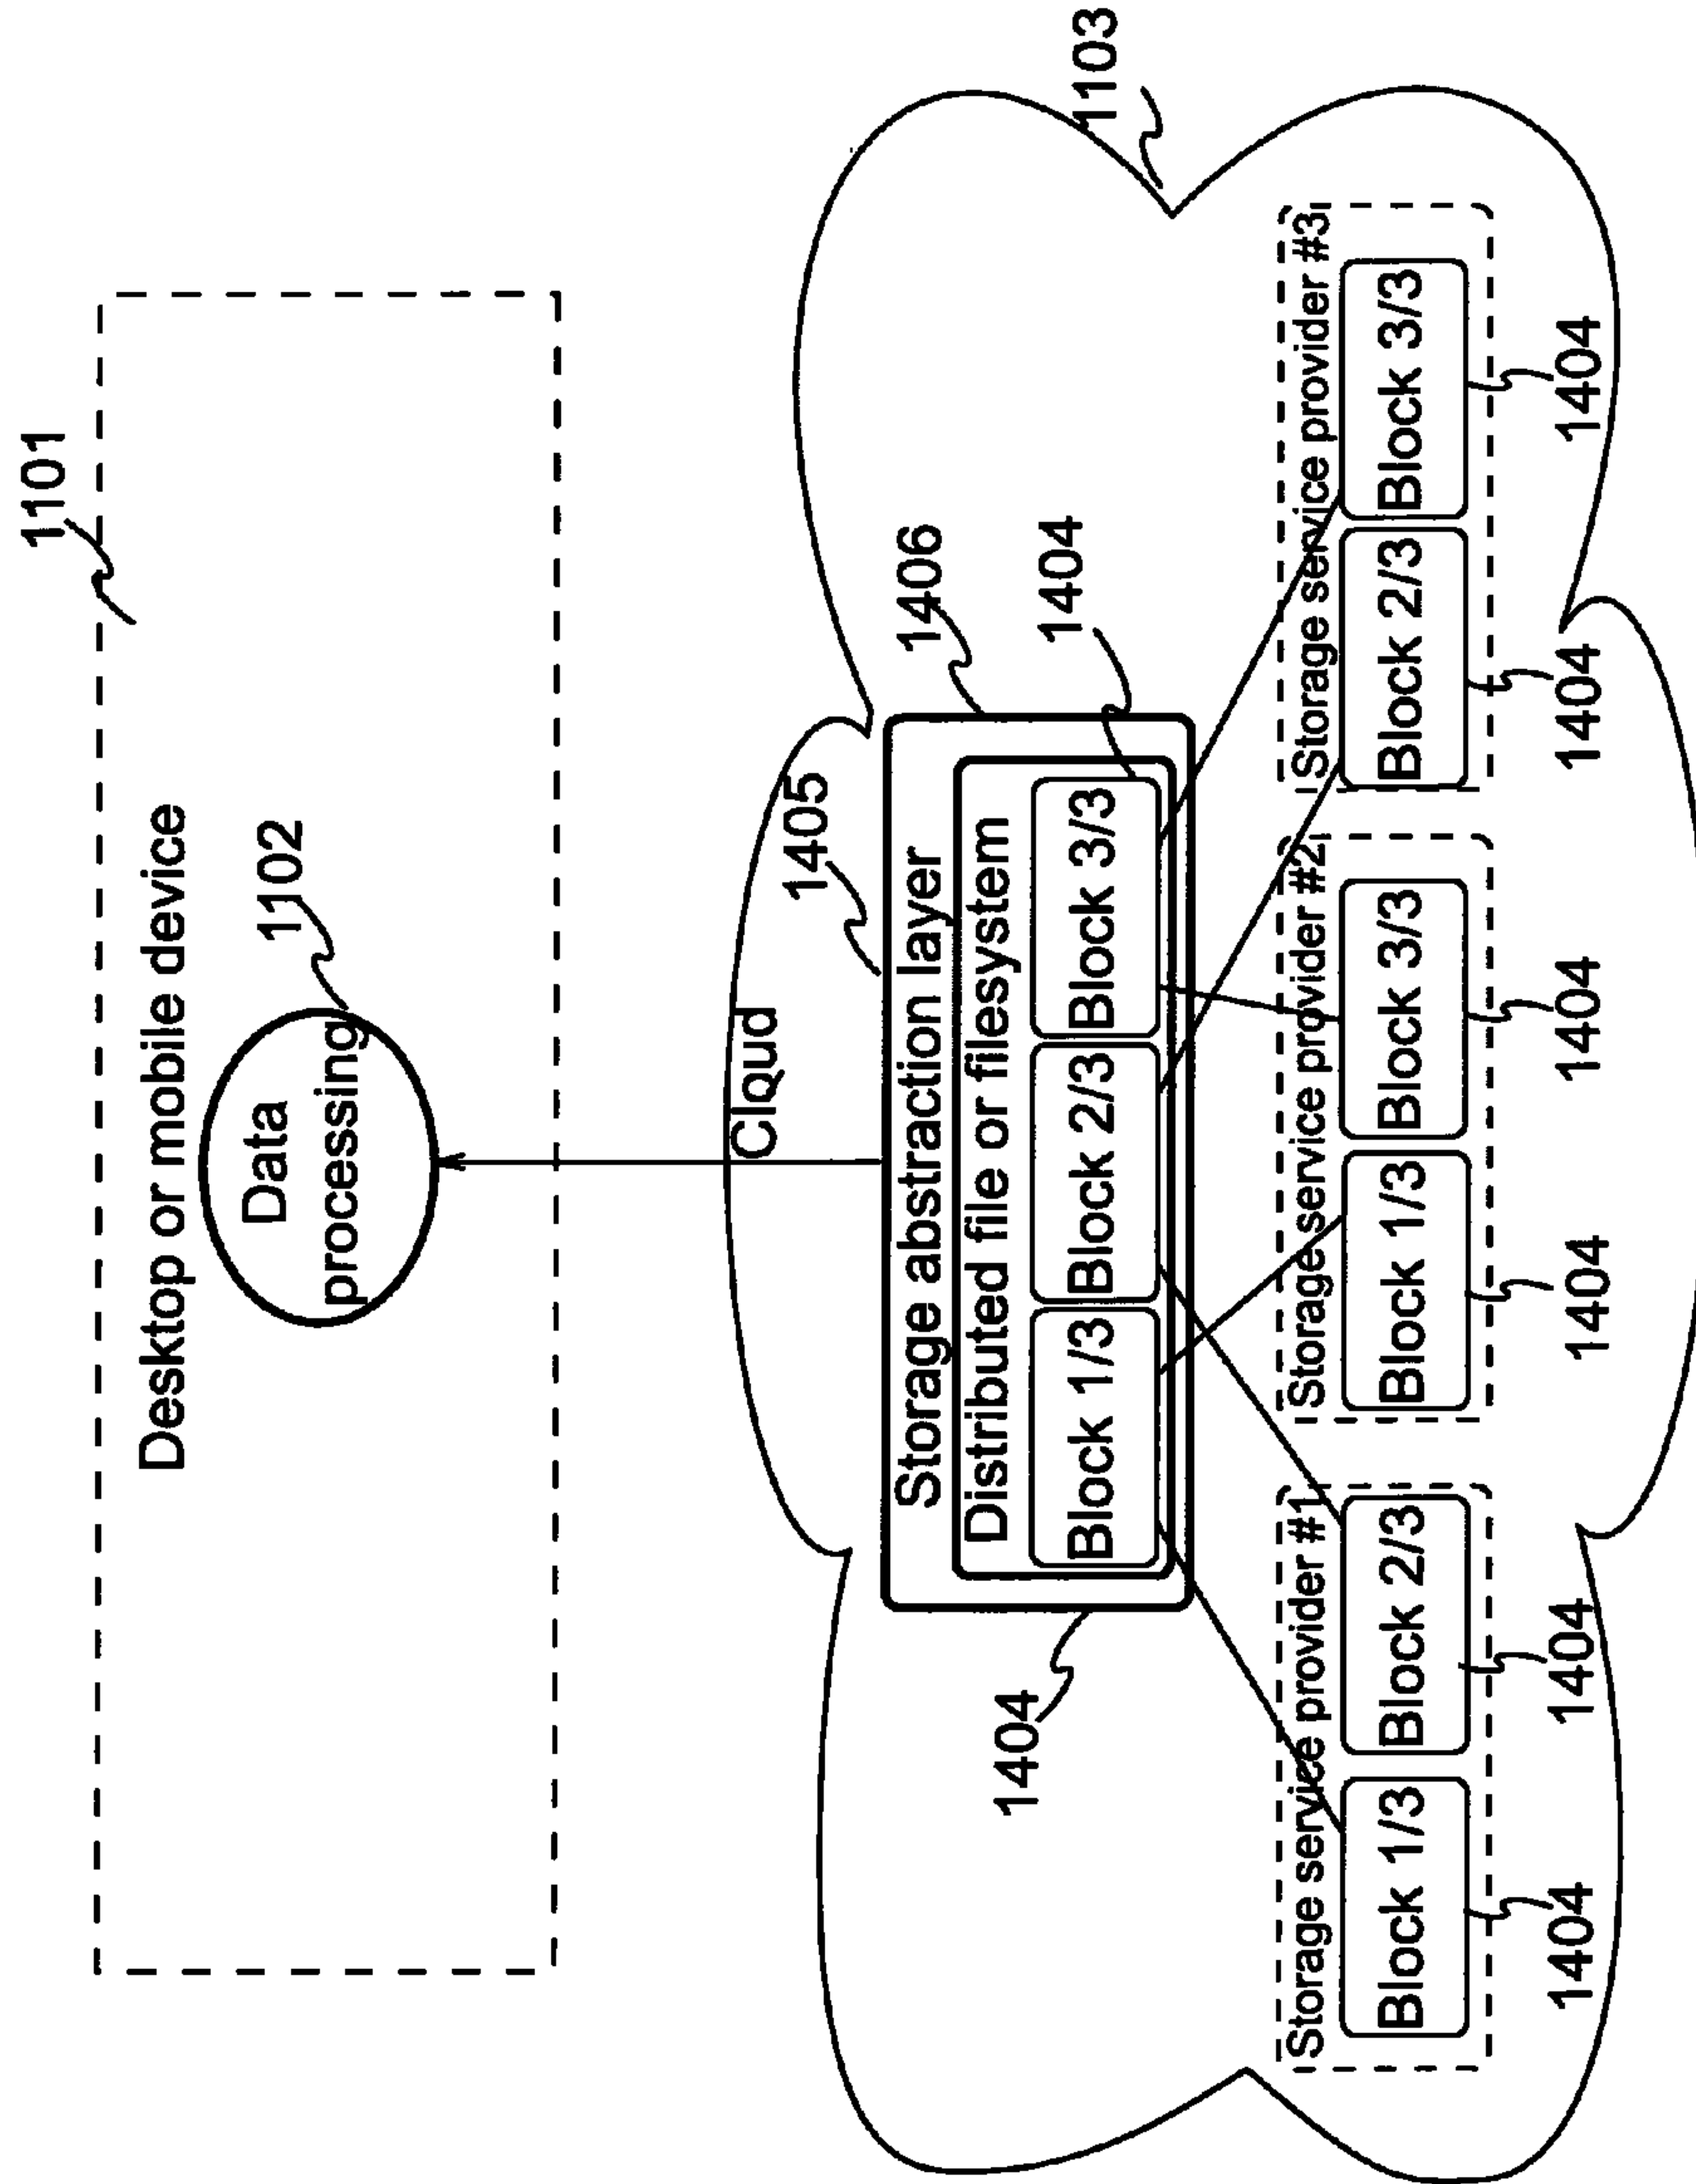 1101
Desktop or mobile device
1102
Data
processing
Cloud
1405
1406
1103
Storage abstraction layer
Distributed file or filesystem
1404
1404
Block 1/3
Block 2/3
Block 3/3
Storage service provider #1
Block 1/3
Block 2/3
Storage service provider #2
Block 1/3
Block 3/3
Storage service provider #3
Block 2/3
Block 3/3
1404
1404
1404
1404
1404
1404